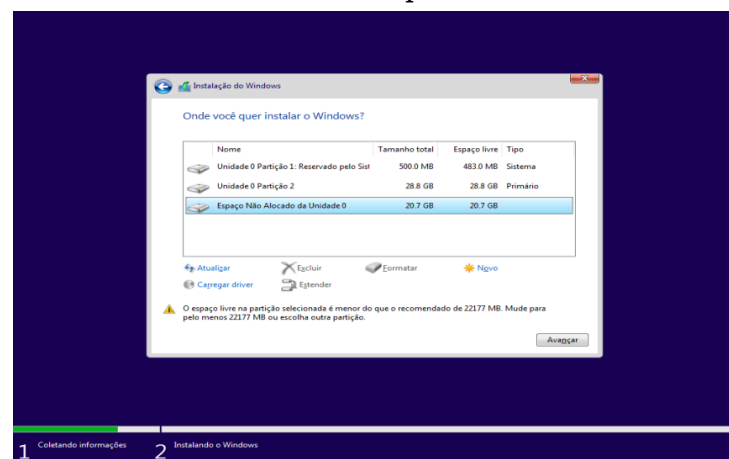 Instalação do Windows
Onde você quer instalar o Windows?
Nome Tamanho total Espaço livre Tipo
Unidade 0 Partição 1: Reservado pelo Sist 500.0 MB 483.0 MB Sistema
Unidade 0 Partição 2 28.8 GB 28.8 GB Primário
Espaço Não Alocado da Unidade 0 20.7 GB 20.7 GB
Atualizar Excluir Formatar Novo
Carregar driver Estender
O espaço livre na partição selecionada é menor do que o recomendado de 22177 MB. Mude para
pelo menos 22177 MB ou escolha outra partição.
Avançar
1 Coletando informações 2 Instalando o Windows